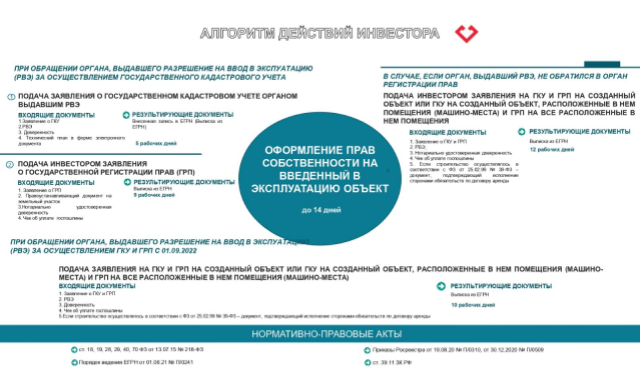 АЛГОРИТМ ДЕЙСТВИЙ ИНВЕСТОРА
ПРИ ОБРАЩЕНИИ ОРГАНА, ВЫДАВШЕГО РАЗРЕШЕНИЕ НА ВВОД В ЭКСПУАТАЦИЮ
(РВЭ) ЗА ОСУЩЕСТВЛЕНИЕМ ГОСУДАРСТВЕННОГО КАДАСТРОВОГО УЧЕТА
1 ПОДАЧА ЗАЯВЛЕНИЯ О ГОСУДАРСТВЕННОМ КАДАСТРОВОМ УЧЕТЕ ОРГАНОМ
ВЫДАВШИМ РВЭ
ВХОДЯЩИЕ ДОКУМЕНТЫ
1.Заявление о ГКУ
2.РВЭ
3. Доверенность
4. Технический план в форме электронного
документа
РЕЗУЛЬТИРУЮЩИЕ ДОКУМЕНТЫ
Внесенная запись в ЕГРН (Выписка из
ЕГРН)
5 рабочих дней
2 ПОДАЧА ИНВЕСТОРОМ ЗАЯВЛЕНИЯ
О ГОСУДАРСТВЕННОЙ РЕГИСТРАЦИИ ПРАВ (ГРП)
ВХОДЯЩИЕ ДОКУМЕНТЫ
1. Заявление о ГРП
2. Правоустанавливающий документ на
земельный участок
3.Нотариально удостоверенная
доверенность
4. Чек об уплате госпошлины
РЕЗУЛЬТИРУЮЩИЕ ДОКУМЕНТЫ
Выписка из ЕГРН
9 рабочих дней
ОФОРМЛЕНИЕ ПРАВ
СОБСТВЕННОСТИ НА
ВВЕДЕННЫЙ В
ЭКСПЛУАТАЦИЮ ОБЪЕКТ
до 14 дней
В СЛУЧАЕ, ЕСЛИ ОРГАН, ВЫДАВШИЙ РВЭ, НЕ ОБРАТИЛСЯ В ОРГАН
РЕГИСТРАЦИИ ПРАВ
ПОДАЧА ИНВЕСТОРОМ ЗАЯВЛЕНИЯ НА ГКУ И ГРП НА СОЗДАННЫЙ
ОБЪЕКТ ИЛИ ГКУ НА СОЗДАННЫЙ ОБЪЕКТ, РАСПОЛОЖЕННЫЕ В НЕМ
ПОМЕЩЕНИЯ (МАШИНО-МЕСТА) И ГРП НА ВСЕ РАСПОЛОЖЕННЫЕ В
НЕМ ПОМЕЩЕНИЯ
ВХОДЯЩИЕ ДОКУМЕНТЫ
1. Заявление о ГКУ и ГРП
2. РВЭ;
3. Нотариально удостоверенная доверенность
4. Чек об уплате госпошлины
5. Если строительство осуществлялось в
соответствии с ФЗ от 25.02.99 № 39-ФЗ –
документ, подтверждающий исполнение
сторонами обязательств по договору аренды
РЕЗУЛЬТИРУЮЩИЕ ДОКУМЕНТЫ
Выписка из ЕГРН
12 рабочих дней
ПРИ ОБРАЩЕНИИ ОРГАНА, ВЫДАВШЕГО РАЗРЕШЕНИЕ НА ВВОД В ЭКСПУАТАЦИЮ
(РВЭ) ЗА ОСУЩЕСТВЛЕНИЕМ ГКУ И ГРП С 01.09.2022
ПОДАЧА ЗАЯВЛЕНИЯ НА ГКУ И ГРП НА СОЗДАННЫЙ ОБЪЕКТ ИЛИ ГКУ НА СОЗДАННЫЙ ОБЪЕКТ, РАСПОЛОЖЕННЫЕ В НЕМ ПОМЕЩЕНИЯ (МАШИНО-
МЕСТА) И ГРП НА ВСЕ РАСПОЛОЖЕННЫЕ В НЕМ ПОМЕЩЕНИЯ (МАШИНО-МЕСТА)
ВХОДЯЩИЕ ДОКУМЕНТЫ
1. Заявление о ГКУ и ГРП
2. РВЭ
3. Доверенность
4. Чек об уплате госпошлины
5.Если строительство осуществлялось в соответствии с ФЗ от 25.02.99 № 39-ФЗ – документ, подтверждающий исполнение сторонами обязательств по договору аренды
РЕЗУЛЬТИРУЮЩИЕ ДОКУМЕНТЫ
Выписка из ЕГРН
10 рабочих дней
НОРМАТИВНО-ПРАВОВЫЕ АКТЫ
ст. 18, 19, 26, 29, 40, 70 ФЗ от 13.07.15 № 218-ФЗ
Порядок ведения ЕГРН от 01.06.21 № П/0241
Приказы Росреестра от 19.08.20 № П/0310, от 30.12.2020 № П/0509
ст. 39.11 ЗК РФ